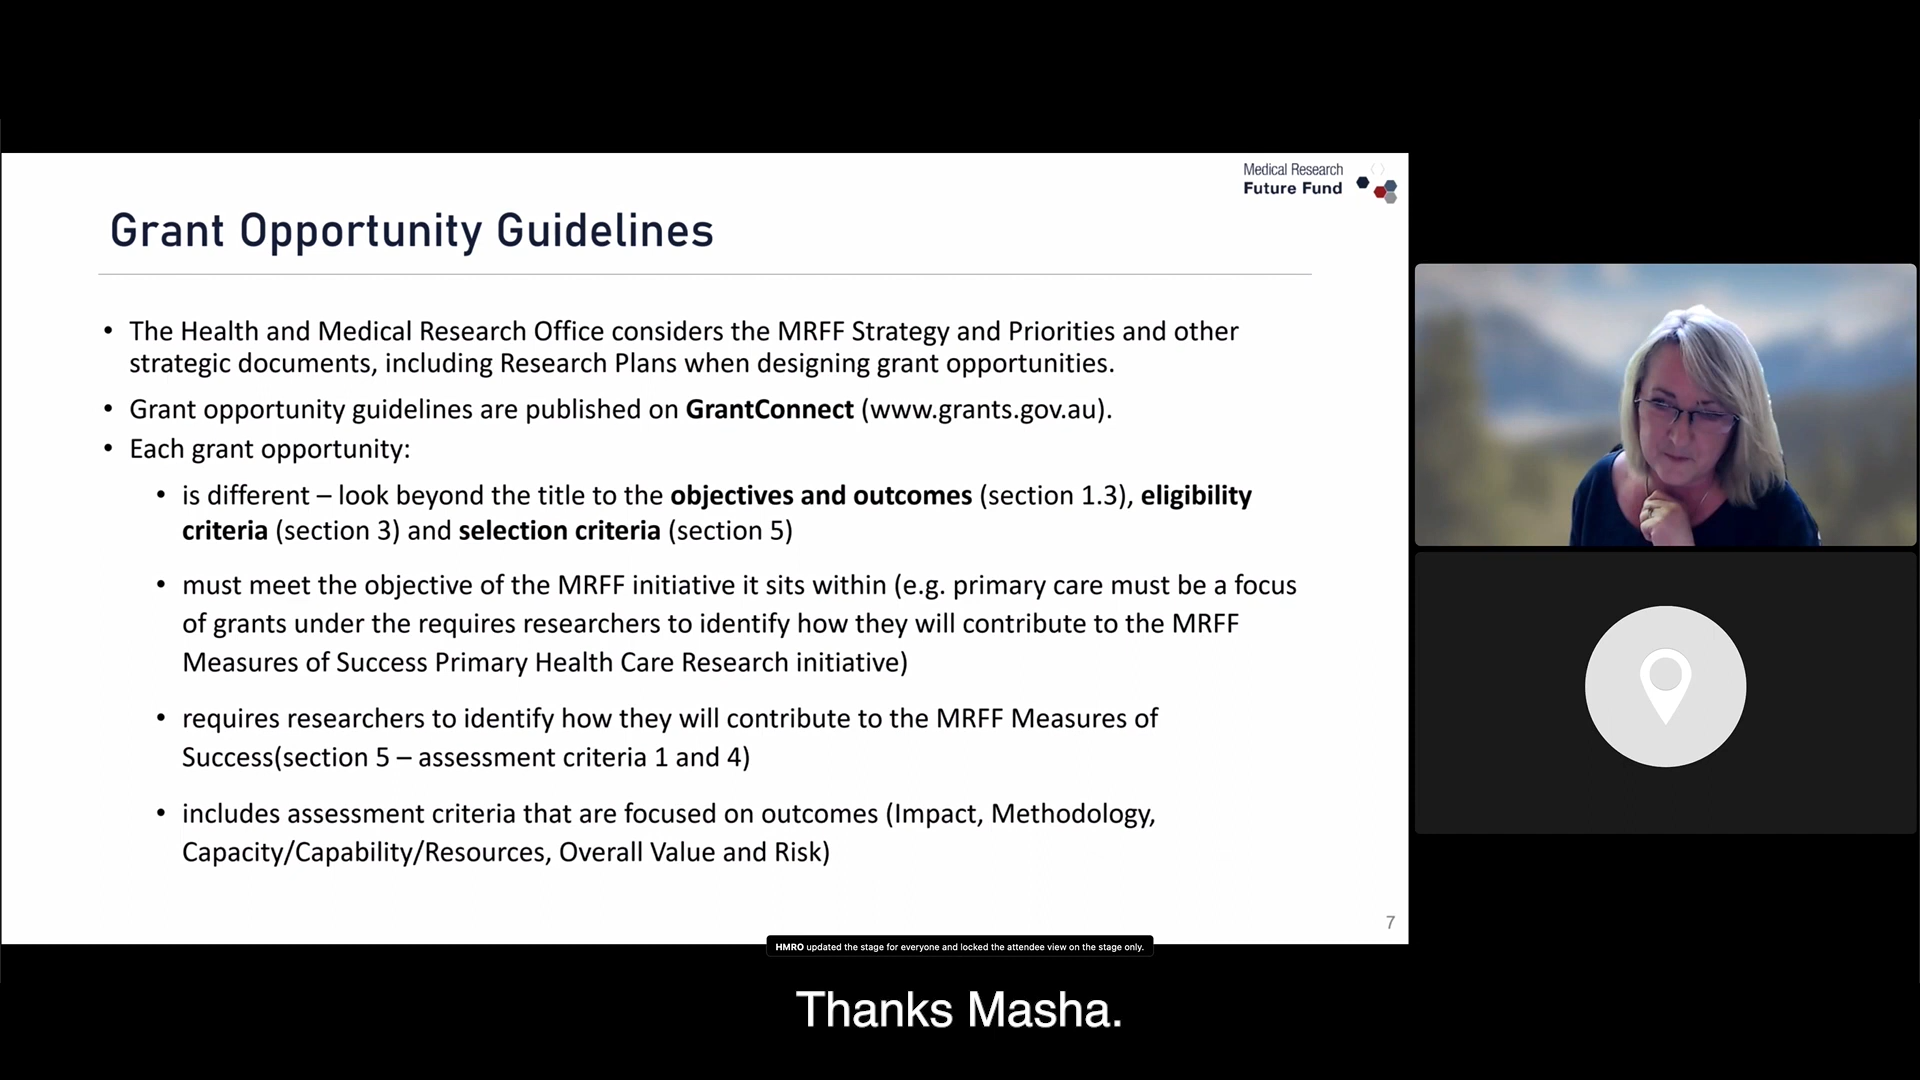 Medical Research
Future Fund
Grant Opportunity Guidelines
• The Health and Medical Research Office considers the MRFF Strategy and Priorities and other
strategic documents, including Research Plans when designing grant opportunities.
• Grant opportunity guidelines are published on GrantConnect (www.grants.gov.au).
• Each grant opportunity:
• is different – look beyond the title to the objectives and outcomes (section 1.3), eligibility
criteria (section 3) and selection criteria (section 5)
• must meet the objective of the MRFF initiative it sits within (e.g. primary care must be a focus
of grants under the requires researchers to identify how they will contribute to the MRFF
Measures of Success Primary Health Care Research initiative)
• requires researchers to identify how they will contribute to the MRFF Measures of
Success(section 5 – assessment criteria 1 and 4)
• includes assessment criteria that are focused on outcomes (Impact, Methodology,
Capacity/Capability/Resources, Overall Value and Risk)
7
HMRO updated the stage for everyone and locked the attendee view on the stage only.
Thanks Masha.